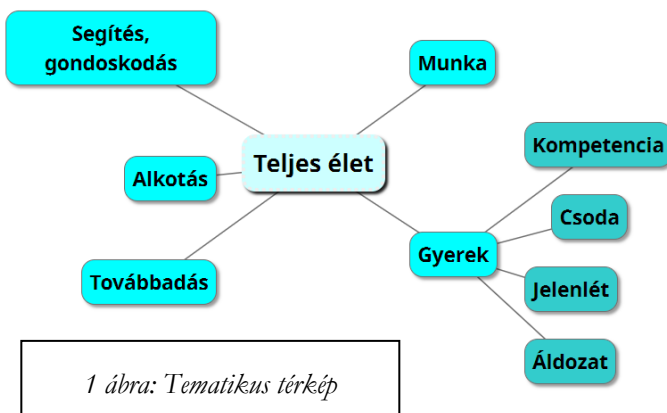 Segítés,
gondoskodás
Munka
Teljes élet
Kompetencia
Alkotás
Csoda
Gyerek
Továbbadás
Jelenlét
Áldozat
1 ábra: Tematikus térkép